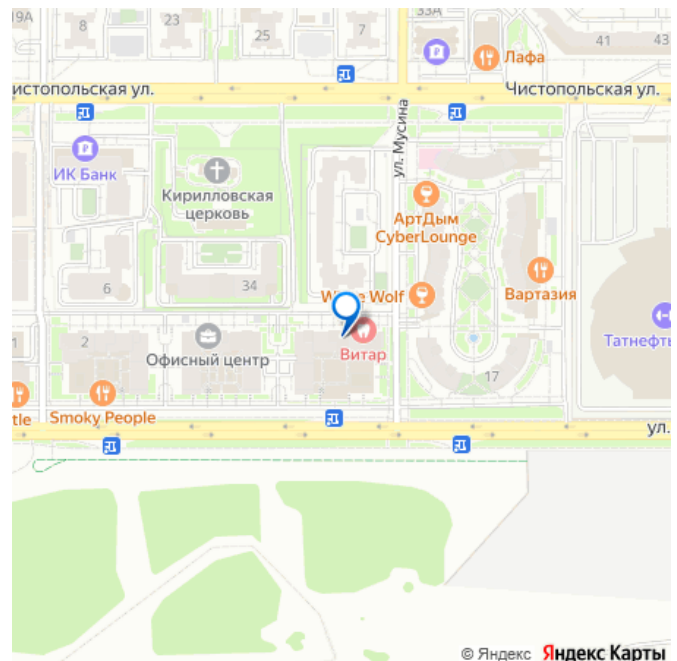 19А
8
23
25
7
33А
41
43
Лафа
Чистопольская ул.
Чистопольская ул.
ул. Мусина
ИК Банк
Кирилловская
церковь
АртДым
CyberLounge
Вартазия
6
34
Wolf
Татнефть
1
2
Офисный центр
Витар
17
tle
Smoky People
ул.
© Яндекс Яндекс Карты